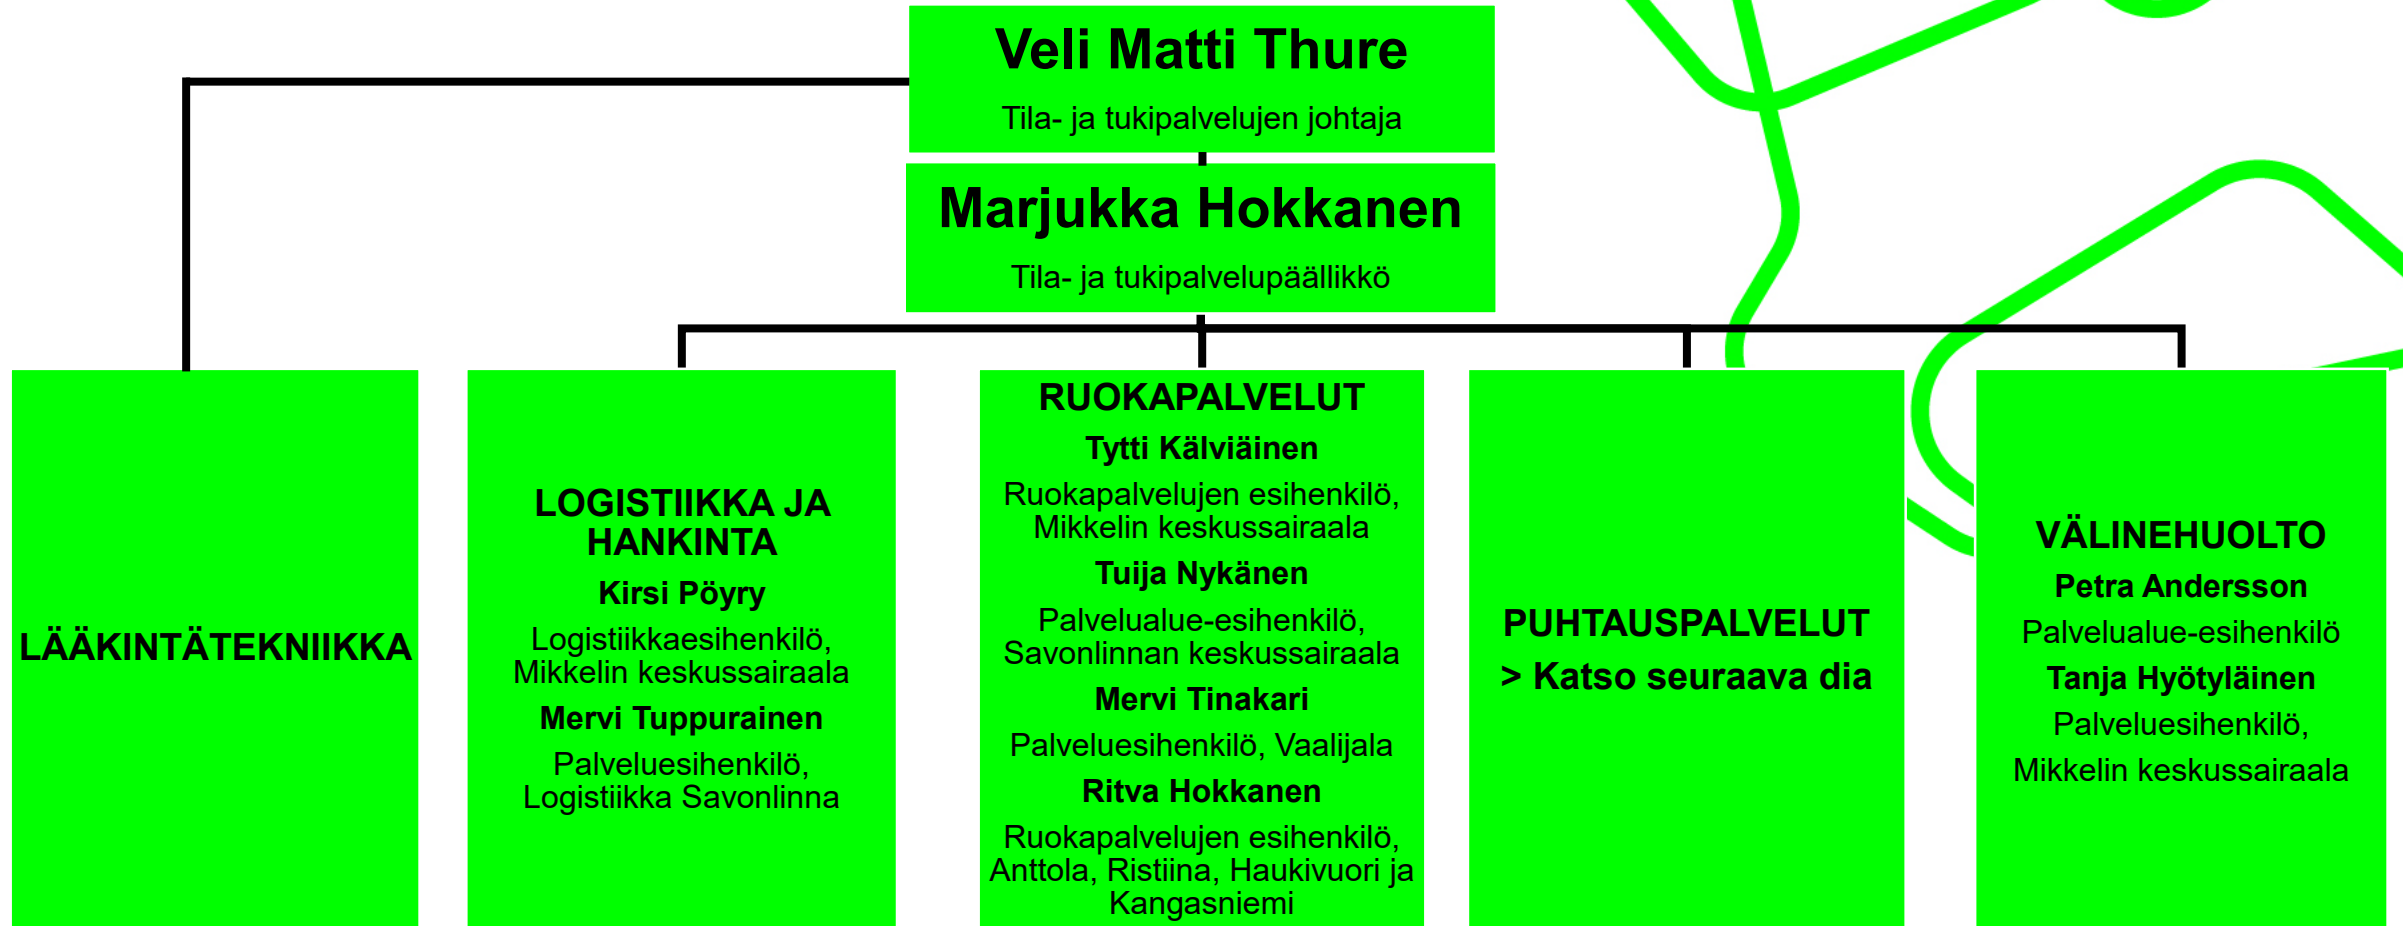 Veli Matti Thure
Tila- ja tukipalvelujen johtaja
Marjukka Hokkanen
Tila- ja tukipalvelupäällikkö
LÄÄKINTÄTEKNIIKKA
LOGISTIIKKA JA
HANKINTA
Kirsi Pöyry
Logistiikkaesihenkilö,
Mikkelin keskussairaala
Mervi Tuppurainen
Palveluesihenkilö,
Logistiikka Savonlinna
RUOKAPALVELUT
Tytti Kälviäinen
Ruokapalvelujen esihenkilö,
Mikkelin keskussairaala
Tuija Nykänen
Palvelualue-esihenkilö,
Savonlinnan keskussairaala
Mervi Tinakari
Palveluesihenkilö, Vaalijala
Ritva Hokkanen
Ruokapalvelujen esihenkilö,
Anttola, Ristiina, Haukivuori ja
Kangasniemi
PUHTAUSPALVELUT
> Katso seuraava dia
VÄLINEHUOLTO
Petra Andersson
Palvelualue-esihenkilö
Tanja Hyötyläinen
Palveluesihenkilö,
Mikkelin keskussairaala